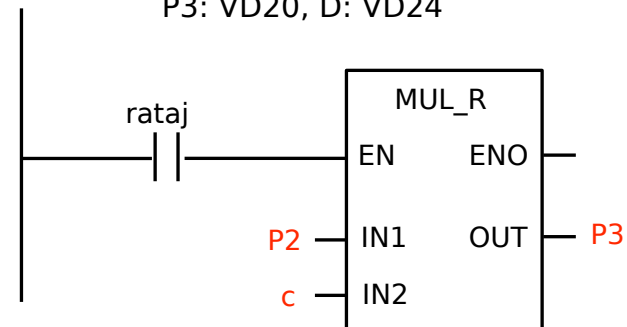 P3: VD20, D: VD24
rataj
MUL_R
EN ENO
P2 IN1 OUT P3
c IN2